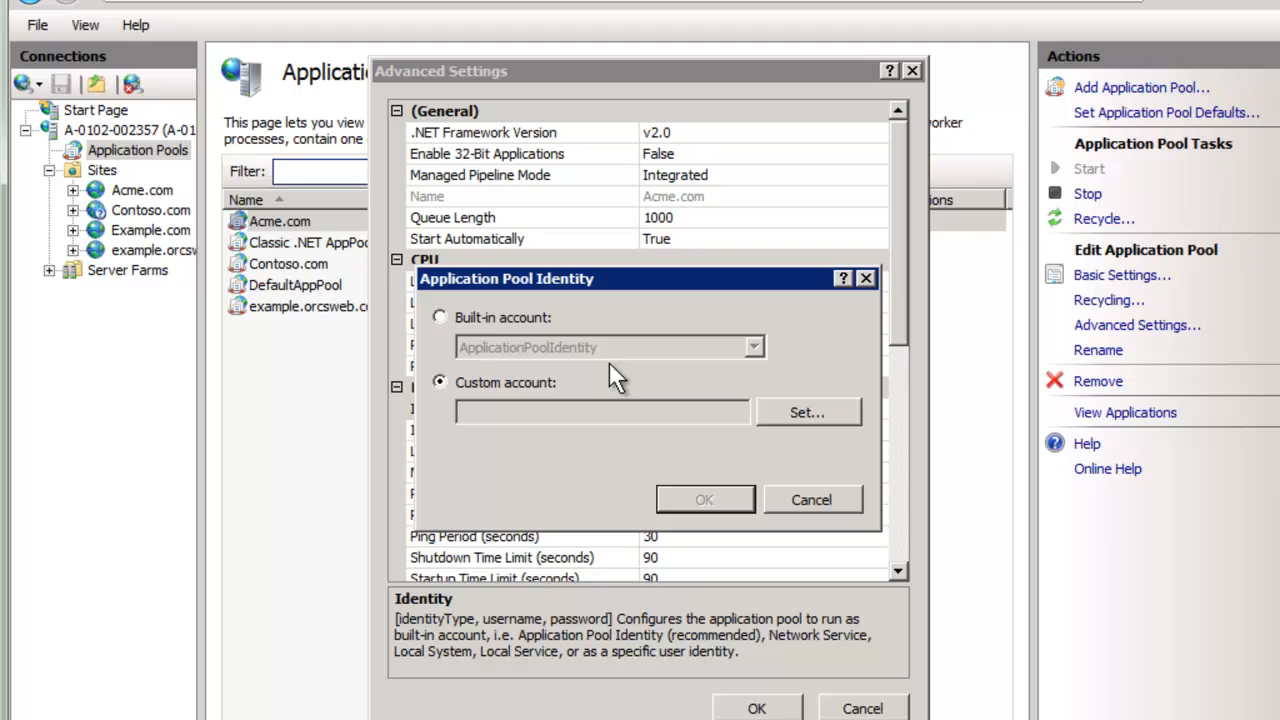 File View Help
Connections
Start Page
A-0102-002357 (A-01
Application Pools
Sites
Acme.com
Contoso.com
Example.com
example.orcsw
Server Farms
Applicati
This page lets you view
orker
processes, contain one
Filter:
Name
ions
Acme.com
Classic .NET AppPoo
Contoso.com
DefaultAppPool
example.orcsweb.co
Advanced Settings
(General)
.NET Framework Version v2.0
Enable 32-Bit Applications False
Managed Pipeline Mode Integrated
Name Acme.com
Queue Length 1000
Start Automatically True
CPU
Application Pool Identity
Built-in account:
ApplicationPoolIdentity
Custom account:
Set...
OK Cancel
Ping Period (seconds) 30
Shutdown Time Limit (seconds) 90
Startup Time Limit (seconds) 90
Identity
[identityType, username, password] Configures the application pool to run as
built-in account, i.e. Application Pool Identity (recommended), Network Service,
Local System, Local Service, or as a specific user identity.
OK Cancel
Actions
Add Application Pool...
Set Application Pool Defaults...
Application Pool Tasks
Start
Stop
Recycle...
Edit Application Pool
Basic Settings...
Recycling...
Advanced Settings...
Rename
Remove
View Applications
Help
Online Help